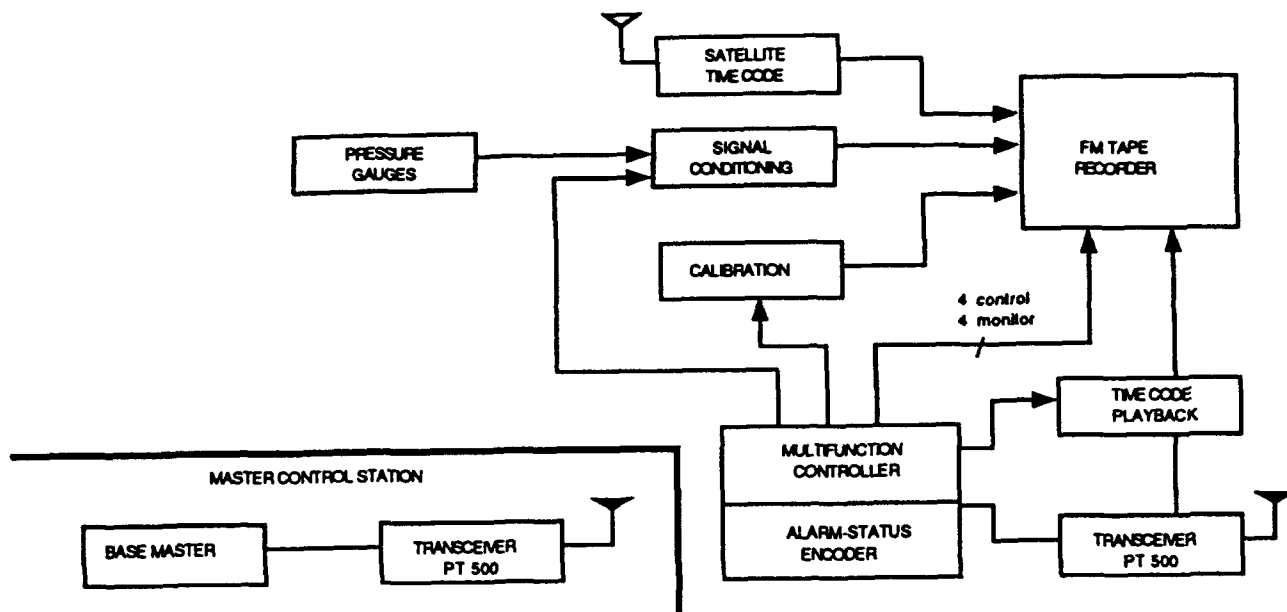 SATELLITE
TIME CODE
FM TAPE
RECORDER
PRESSURE
GAUGES
SIGNAL
CONDITIONING
CALIBRATION
4 control
4 monitor
TIME CODE
PLAYBACK
MULTIFUNCTION
CONTROLLER
MASTER CONTROL STATION
BASE MASTER
TRANSCEIVER
PT 500
ALARM-STATUS
ENCODER
TRANSCEIVER
PT 500